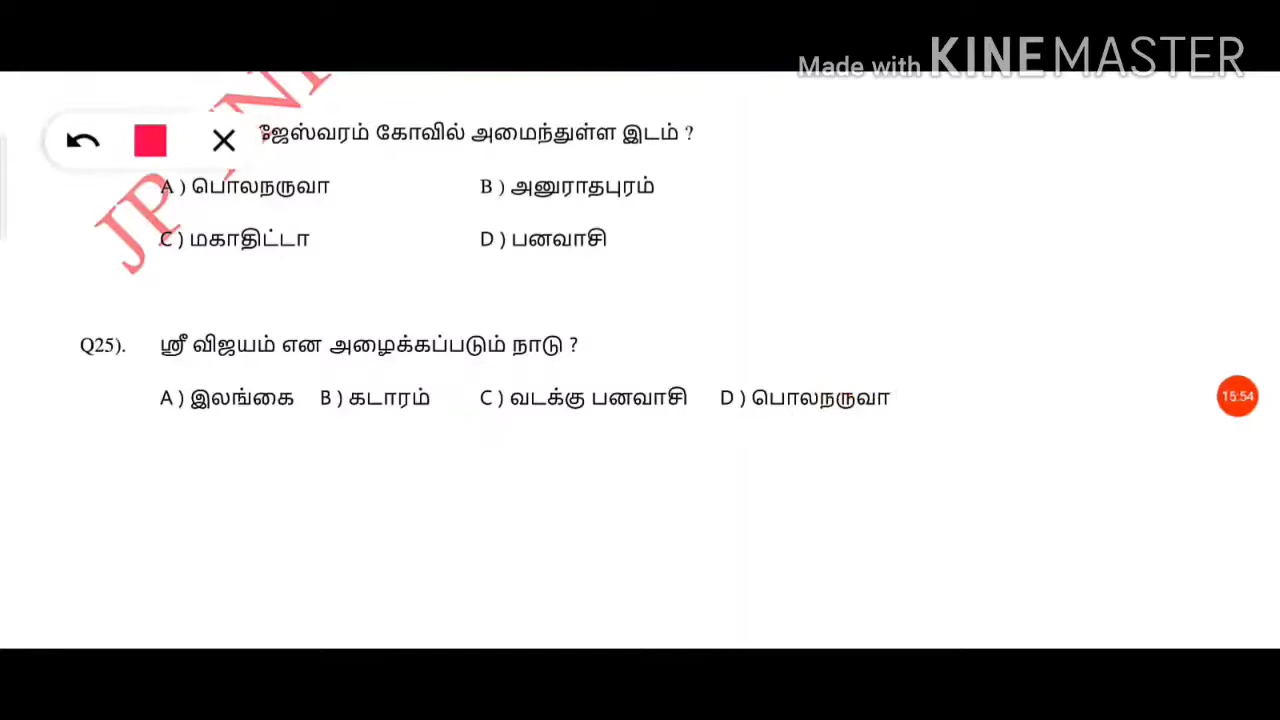 Made with KINEMASTER
கோவில் அமைந்துள்ள இடம் ?
A ) பொலநருவா B ) அனுராதபுரம்
JP
C ) மகாதிட்டா D ) பனவாசி
Q25). ஸ்ரீ விஜயம் என அழைக்கப்படும் நாடு ?
A ) இலங்கை B ) கடாரம் C ) வடக்கு பனவாசி D ) பொலநருவா
15:54